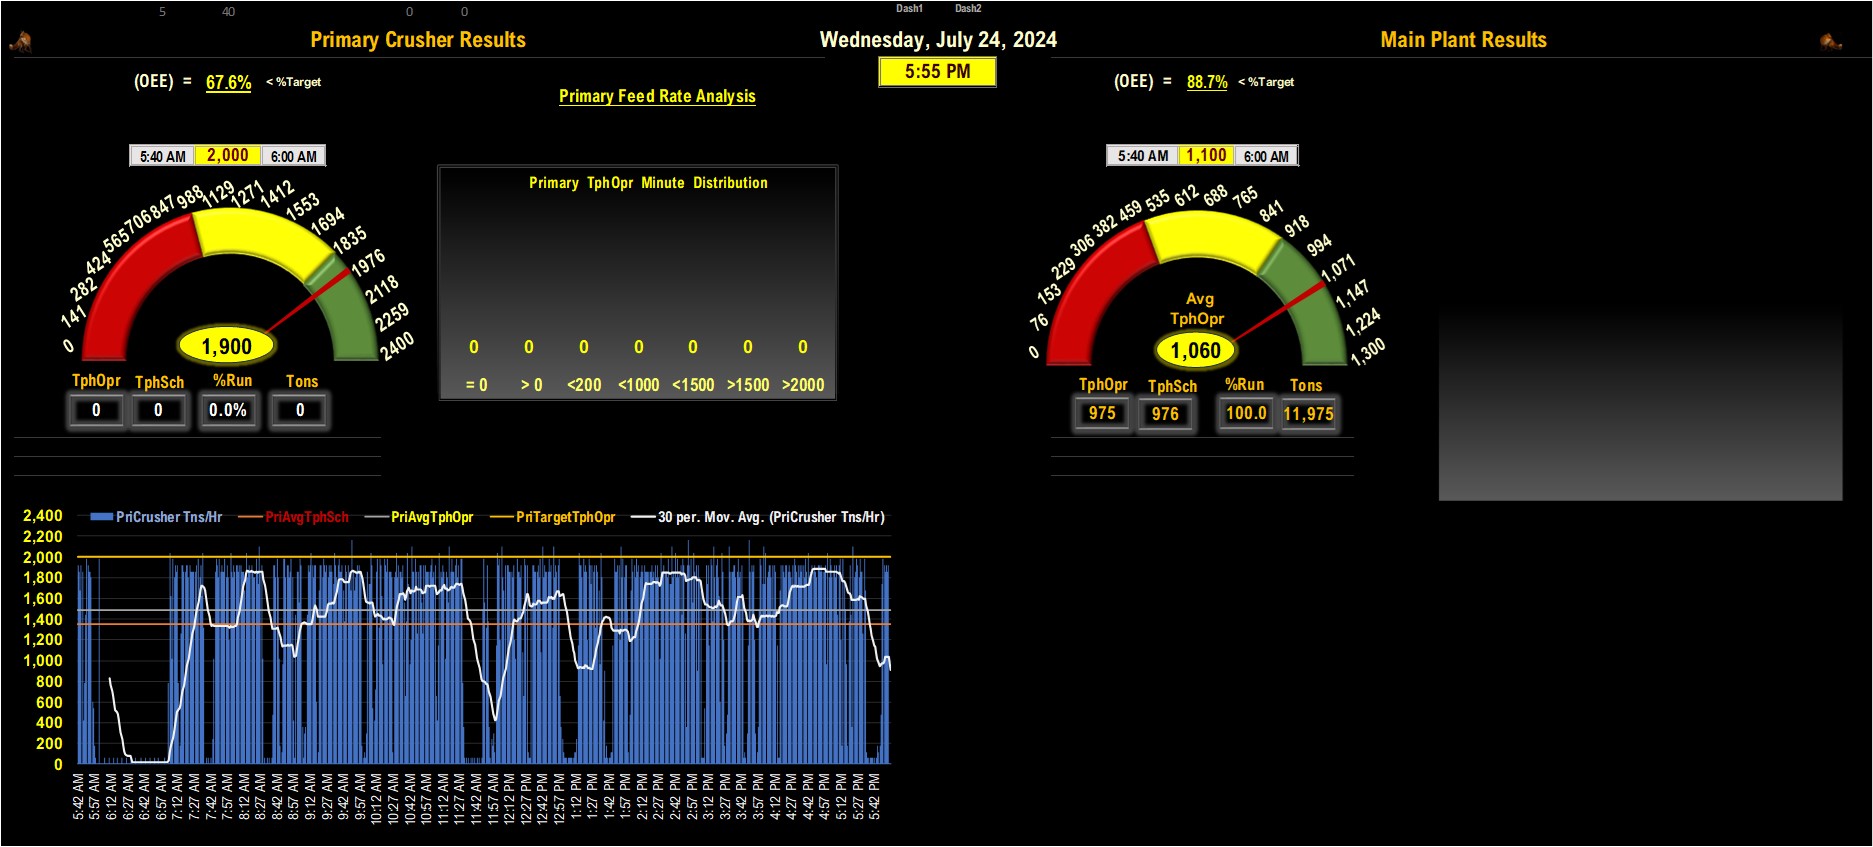 5 40 0 0 Dash1 Dash2
Primary Crusher Results
Wednesday, July 24, 2024
Main Plant Results
5:55 PM
(OEE) = 67.6% < %Target
Primary Feed Rate Analysis
(OEE) = 88.7% < %Target
5:40 AM 2,000 6:00 AM
0 141 282 424 565 706 847 988 1129 1271 1412 1553 1694 1835 1976 2118 2259 2400
1,900
TphOpr TphSch %Run Tons
0 0 0.0% 0
Primary TphOpr Minute Distribution
0 0 0 0 0 0 0
= 0 > 0 <200 <1000 <1500 >1500 >2000
5:40 AM 1,100 6:00 AM
0 76 153 229 306 382 459 535 612 688 765 841 918 994 1,071 1,147 1,224 1,300
Avg
TphOpr
1,060
TphOpr TphSch %Run Tons
975 976 100.0 11,975
PriCrusher Tns/Hr PriAvgTphSch PriAvgTphOpr PriTargetTphOpr 30 per. Mov. Avg. (PriCrusher Tns/Hr)
2,400
2,200
2,000
1,800
1,600
1,400
1,200
1,000
800
600
400
200
0
5:42 AM
5:57 AM
6:12 AM
6:27 AM
6:42 AM
6:57 AM
7:12 AM
7:27 AM
7:42 AM
7:57 AM
8:12 AM
8:27 AM
8:42 AM
8:57 AM
9:12 AM
9:27 AM
9:42 AM
9:57 AM
10:12 AM
10:27 AM
10:42 AM
10:57 AM
11:12 AM
11:27 AM
11:42 AM
11:57 AM
12:12 PM
12:27 PM
12:42 PM
12:57 PM
1:12 PM
1:27 PM
1:42 PM
1:57 PM
2:12 PM
2:27 PM
2:42 PM
2:57 PM
3:12 PM
3:27 PM
3:42 PM
3:57 PM
4:12 PM
4:27 PM
4:42 PM
4:57 PM
5:12 PM
5:27 PM
5:42 PM